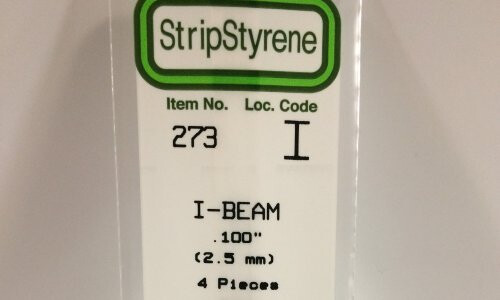 StripStyrene
Item No. Loc. Code
273 I
I-BEAM
.100"
(2.5 mm)
4 Pieces